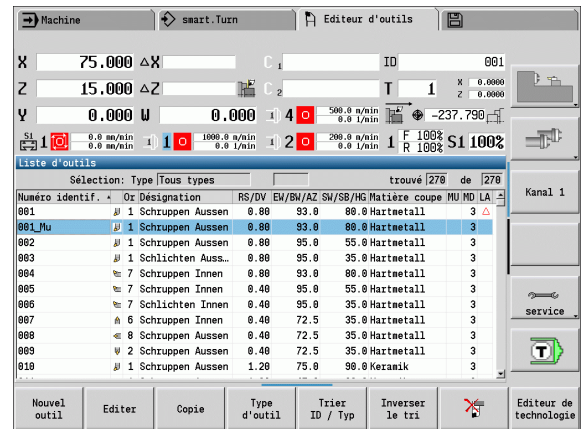 Machine smart.Turn Editeur d'outils
X 75.000 ΔX C 1 ID 001
Z 15.000 ΔZ C 2 T 1 X 0.0000 Z 0.0000
Y 0.000 W 0.000 4 500.0 m/min 0.0 1/min -237.790
S1 1 0.0 mm/min 0.0 1/min 1 1000.0 m/min 0.0 1/min 2 200.0 m/min 0.0 1/min 1 F 100% R 100% S1 100%
Liste d'outils
Sélection: Type Tous types trouvé 270 de 270
Numéro identif. Or Désignation RS/DV EW/BW/AZ SW/SB/HG Matière coupe MU MD LA
001 1 Schruppen Aussen 0.80 93.0 80.0 Hartmetall 3
001_Mu 1 Schruppen Aussen 0.80 93.0 80.0 Hartmetall 3
002 1 Schruppen Aussen 0.80 95.0 55.0 Hartmetall 3
003 1 Schlichten Auss… 0.80 95.0 35.0 Hartmetall 3
004 7 Schruppen Innen 0.80 93.0 80.0 Hartmetall 3
005 7 Schruppen Innen 0.40 95.0 55.0 Hartmetall 3
006 7 Schlichten Innen 0.40 95.0 35.0 Hartmetall 3
007 6 Schruppen Innen 0.40 72.5 35.0 Hartmetall 3
008 8 Schruppen Aussen 0.40 72.5 35.0 Hartmetall 3
009 2 Schruppen Aussen 0.40 72.5 35.0 Hartmetall 3
010 1 Schruppen Aussen 1.20 75.0 90.0 Keramik 3
Kanal 1
service
T
Nouvel outil
Editer
Copie
Type d'outil
Trier ID / Typ
Inverser le tri
Editeur de technologie